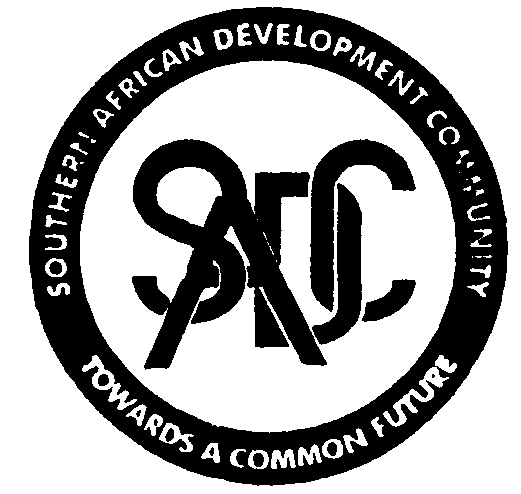 SOUTHERN AFRICAN DEVELOPMENT COMMUNITY
SADC
TOWARDS A COMMON FUTURE